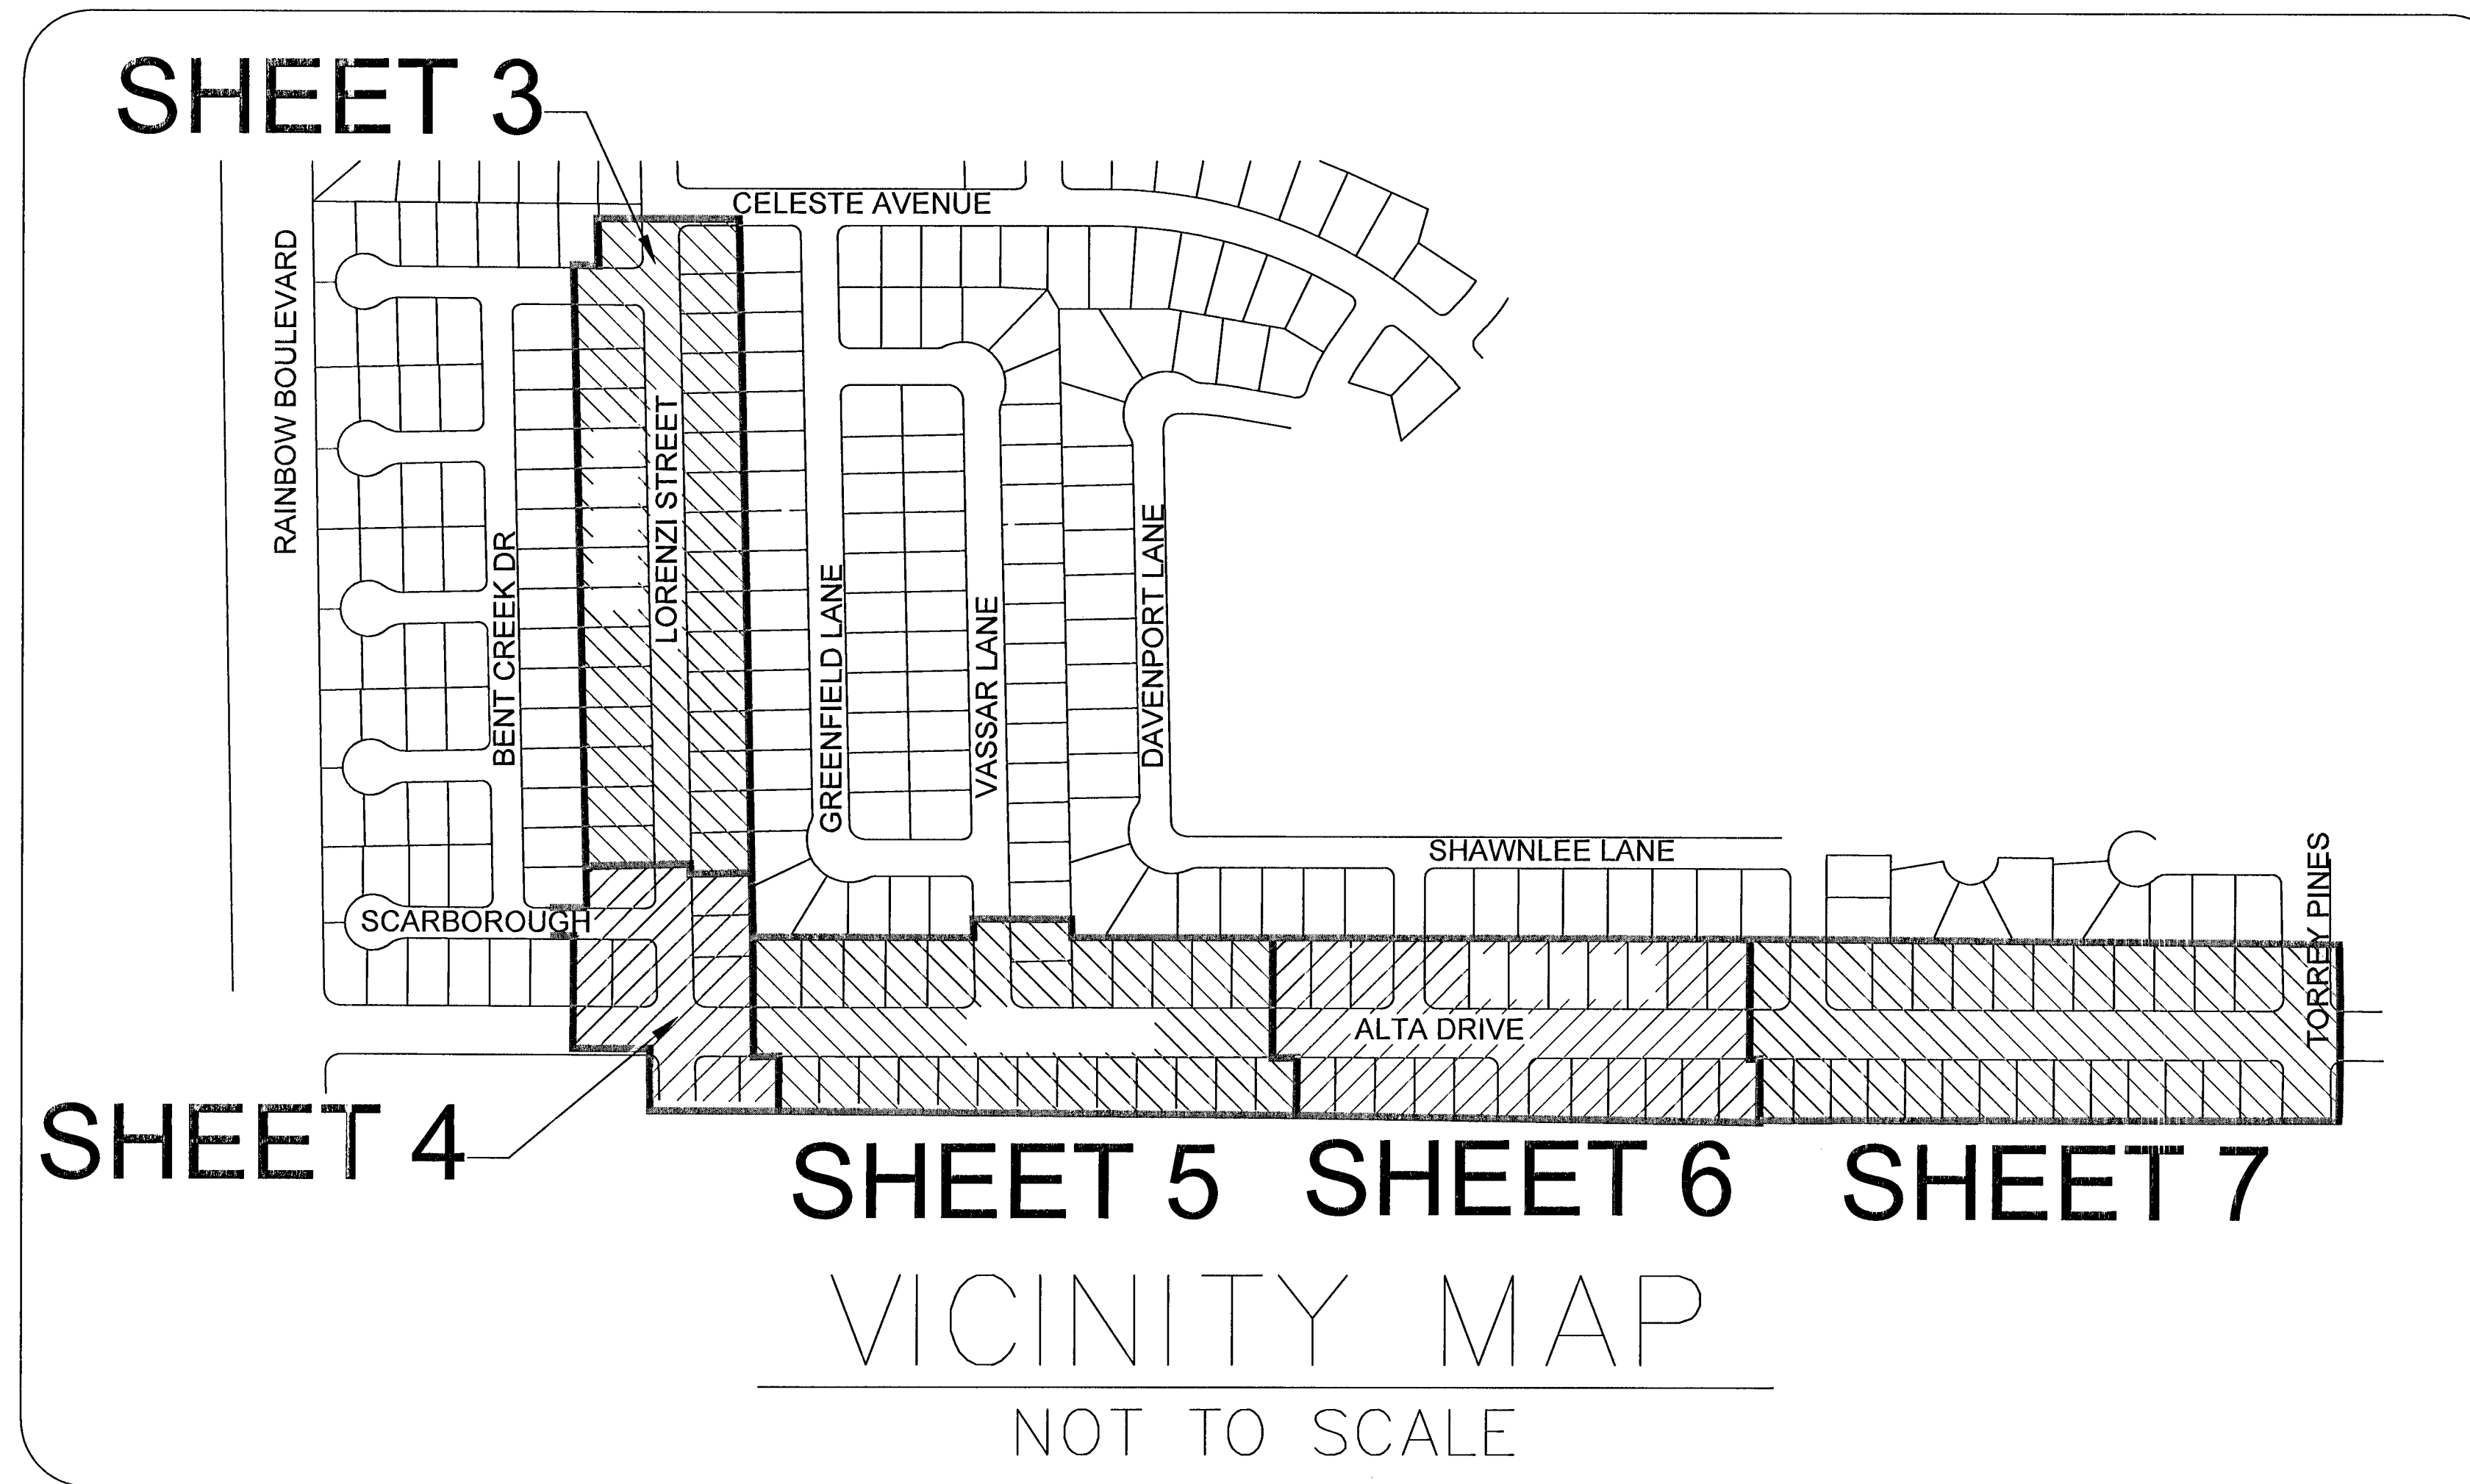 SHEET 3
CELESTE AVENUE
RAINBOW BOULEVARD
LORENZI STREET
BENT CREEK DR
GREENFIELD LANE
VASSAR LANE
DAVENPORT LANE
SHAWNLEE LANE
TORREY PINES
SCARBOROUGH
ALTA DRIVE
SHEET 4
SHEET 5
SHEET 6
SHEET 7
VICINITY MAP
NOT TO SCALE